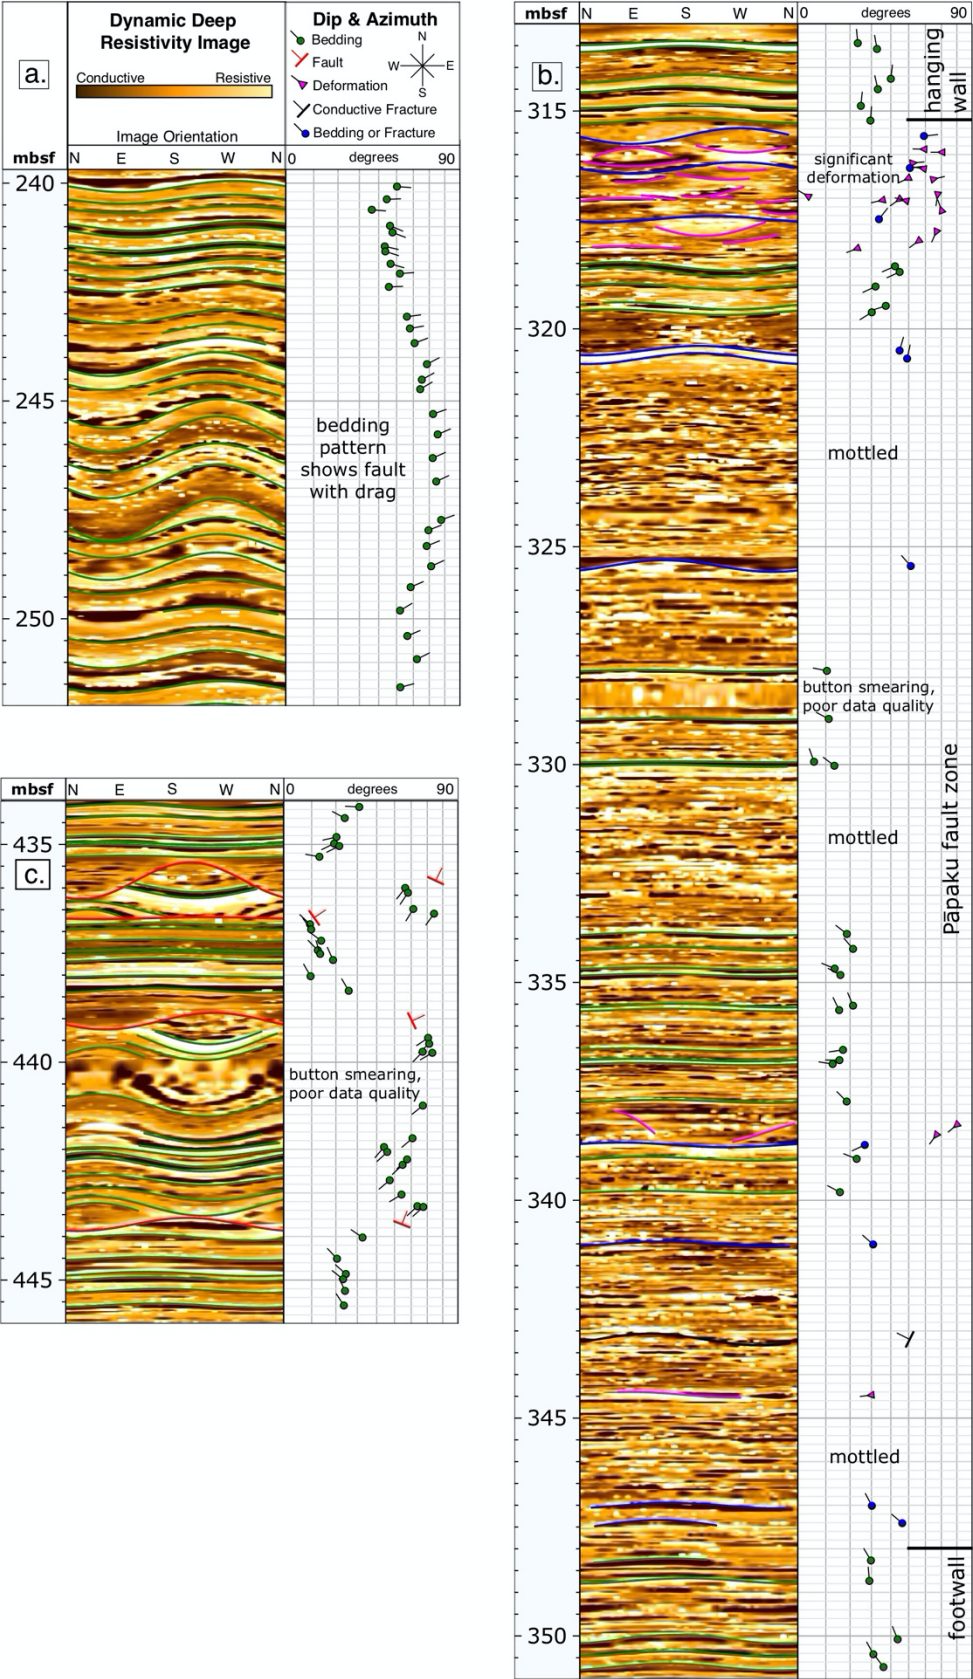 a.
Dynamic Deep
Resistivity Image
Conductive Resistive
Image Orientation
Dip & Azimuth
Bedding
Fault
Deformation
Conductive Fracture
Bedding or Fracture
N
W E
S
mbsf N E S W N 0 degrees 90
240
245
250
bedding
pattern
shows fault
with drag
mbsf N E S W N 0 degrees 90
c.
435
440
445
button smearing,
poor data quality
mbsf N E S W N 0 degrees 90
b.
315
320
325
330
335
340
345
350
hanging
wall
significant
deformation
mottled
button smearing,
poor data quality
mottled
Pāpaku fault zone
mottled
footwall